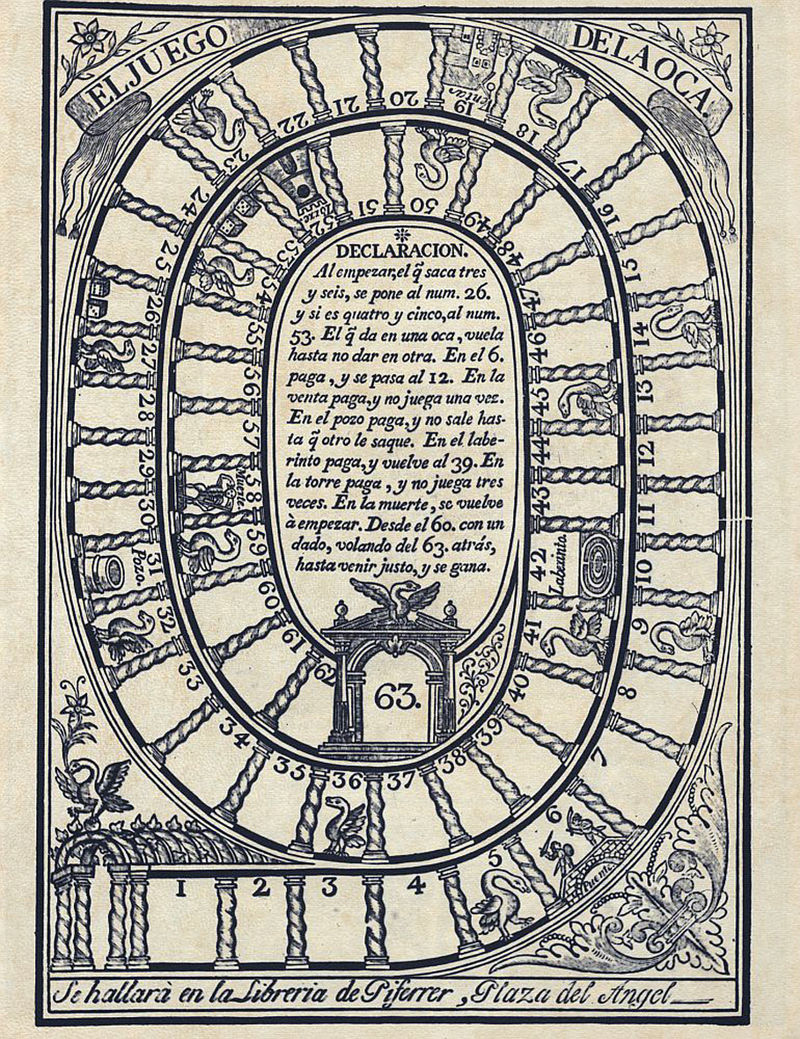 EL JUEGO
DE LA OCA.
DECLARACION.
Al empezar, el q̃ saca tres
y seis, se pone al num. 26.
y si es quatro y cinco, al num.
53. El q̃ da en una oca, vuela
hasta no dar en otra. En el 6.
paga, y se pasa al 12. En la
venta paga, y no juega una vez.
En el pozo paga, y no sale has-
ta q̃ otro le saque. En el labe-
rinto paga, y vuelve al 39. En
la torre paga, y no juega tres
veces. En la muerte, se vuelve
à empezar. Desde el 60. con un
dado, volando del 63. atrás,
hasta venir justo, y se gana.
1
2
3
4
5
6
Puente
7
8
9
10
11
12
13
14
15
16
17
18
19
Ventas
20
21
22
23
24
25
26
27
28
29
30
31
Pozo
32
33
34
35
36
37
38
39
40
41
42
Laberinto
43
44
45
46
47
48
49
50
51
52
Torre
53
54
55
56
57
58
Muerte
59
60
61
62
63.
Se hallarà en la Libreria de Piferrer, Plaza del Angel